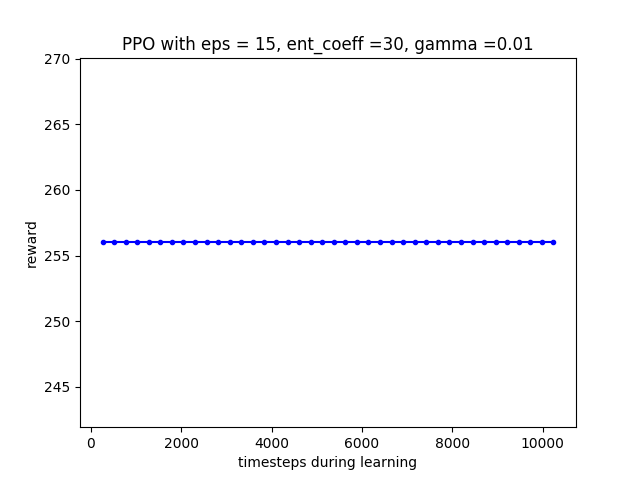 PPO with eps = 15, ent_coeff =30, gamma =0.01
270
265
260
255
250
245
reward
0 2000 4000 6000 8000 10000
timesteps during learning